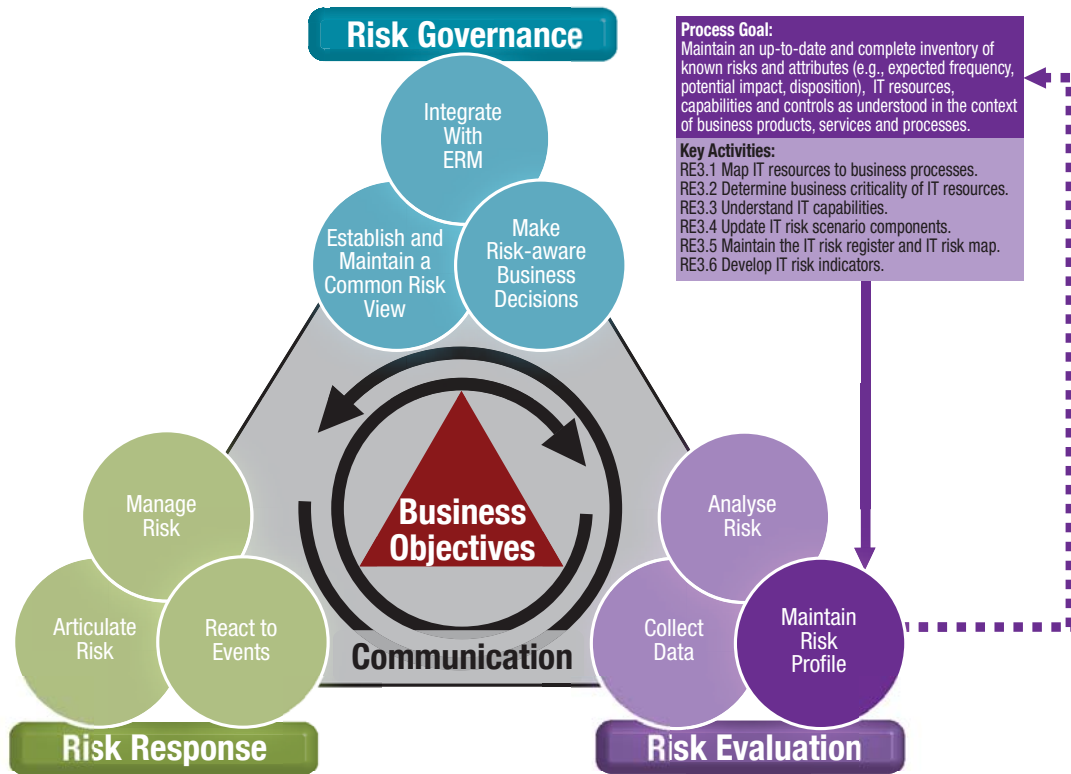 Risk Governance
Integrate
With
ERM
Establish and
Maintain a
Common Risk
View
Make
Risk-aware
Business
Decisions
Process Goal:
Maintain an up-to-date and complete inventory of
known risks and attributes (e.g., expected frequency,
potential impact, disposition), IT resources,
capabilities and controls as understood in the context
of business products, services and processes.
Key Activities:
RE3.1 Map IT resources to business processes.
RE3.2 Determine business criticality of IT resources.
RE3.3 Understand IT capabilities.
RE3.4 Update IT risk scenario components.
RE3.5 Maintain the IT risk register and IT risk map.
RE3.6 Develop IT risk indicators.
Business
Objectives
Communication
Manage
Risk
Articulate
Risk
React to
Events
Risk Response
Analyse
Risk
Collect
Data
Maintain
Risk
Profile
Risk Evaluation